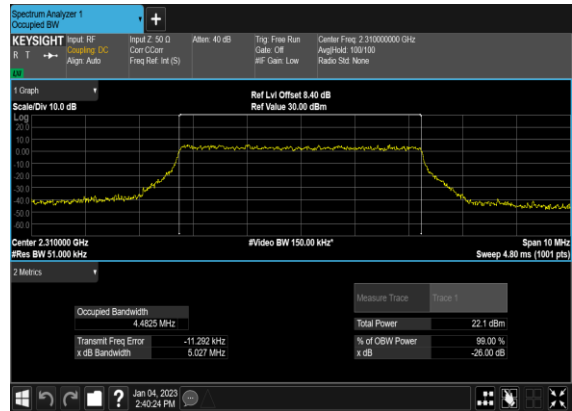 Spectrum Analyzer 1
Occupied BW
KEYSIGHT Input: RF Input Z: 50 Ω Atten: 40 dB Trig: Free Run Center Freq: 2.310000000 GHz
R T Coupling: DC Corr CCorr Gate: Off Avg|Hold: 100/100
Align: Auto Freq Ref: Int (S) #IF Gain: Low Radio Std: None
1 Graph
Scale/Div 10.0 dB Ref Lvl Offset 8.40 dB
Ref Value 30.00 dBm
Log
20.0
10.0
0.00
-10.0
-20.0
-30.0
-40.0
-50.0
-60.0
Center 2.310000 GHz #Video BW 150.00 kHz* Span 10 MHz
#Res BW 51.000 kHz Sweep 4.80 ms (1001 pts)
2 Metrics
Measure Trace Trace 1
Occupied Bandwidth
4.4825 MHz Total Power 22.1 dBm
Transmit Freq Error -11.292 kHz % of OBW Power 99.00 %
x dB Bandwidth 5.027 MHz x dB -26.00 dB
Jan 04, 2023
2:40:24 PM